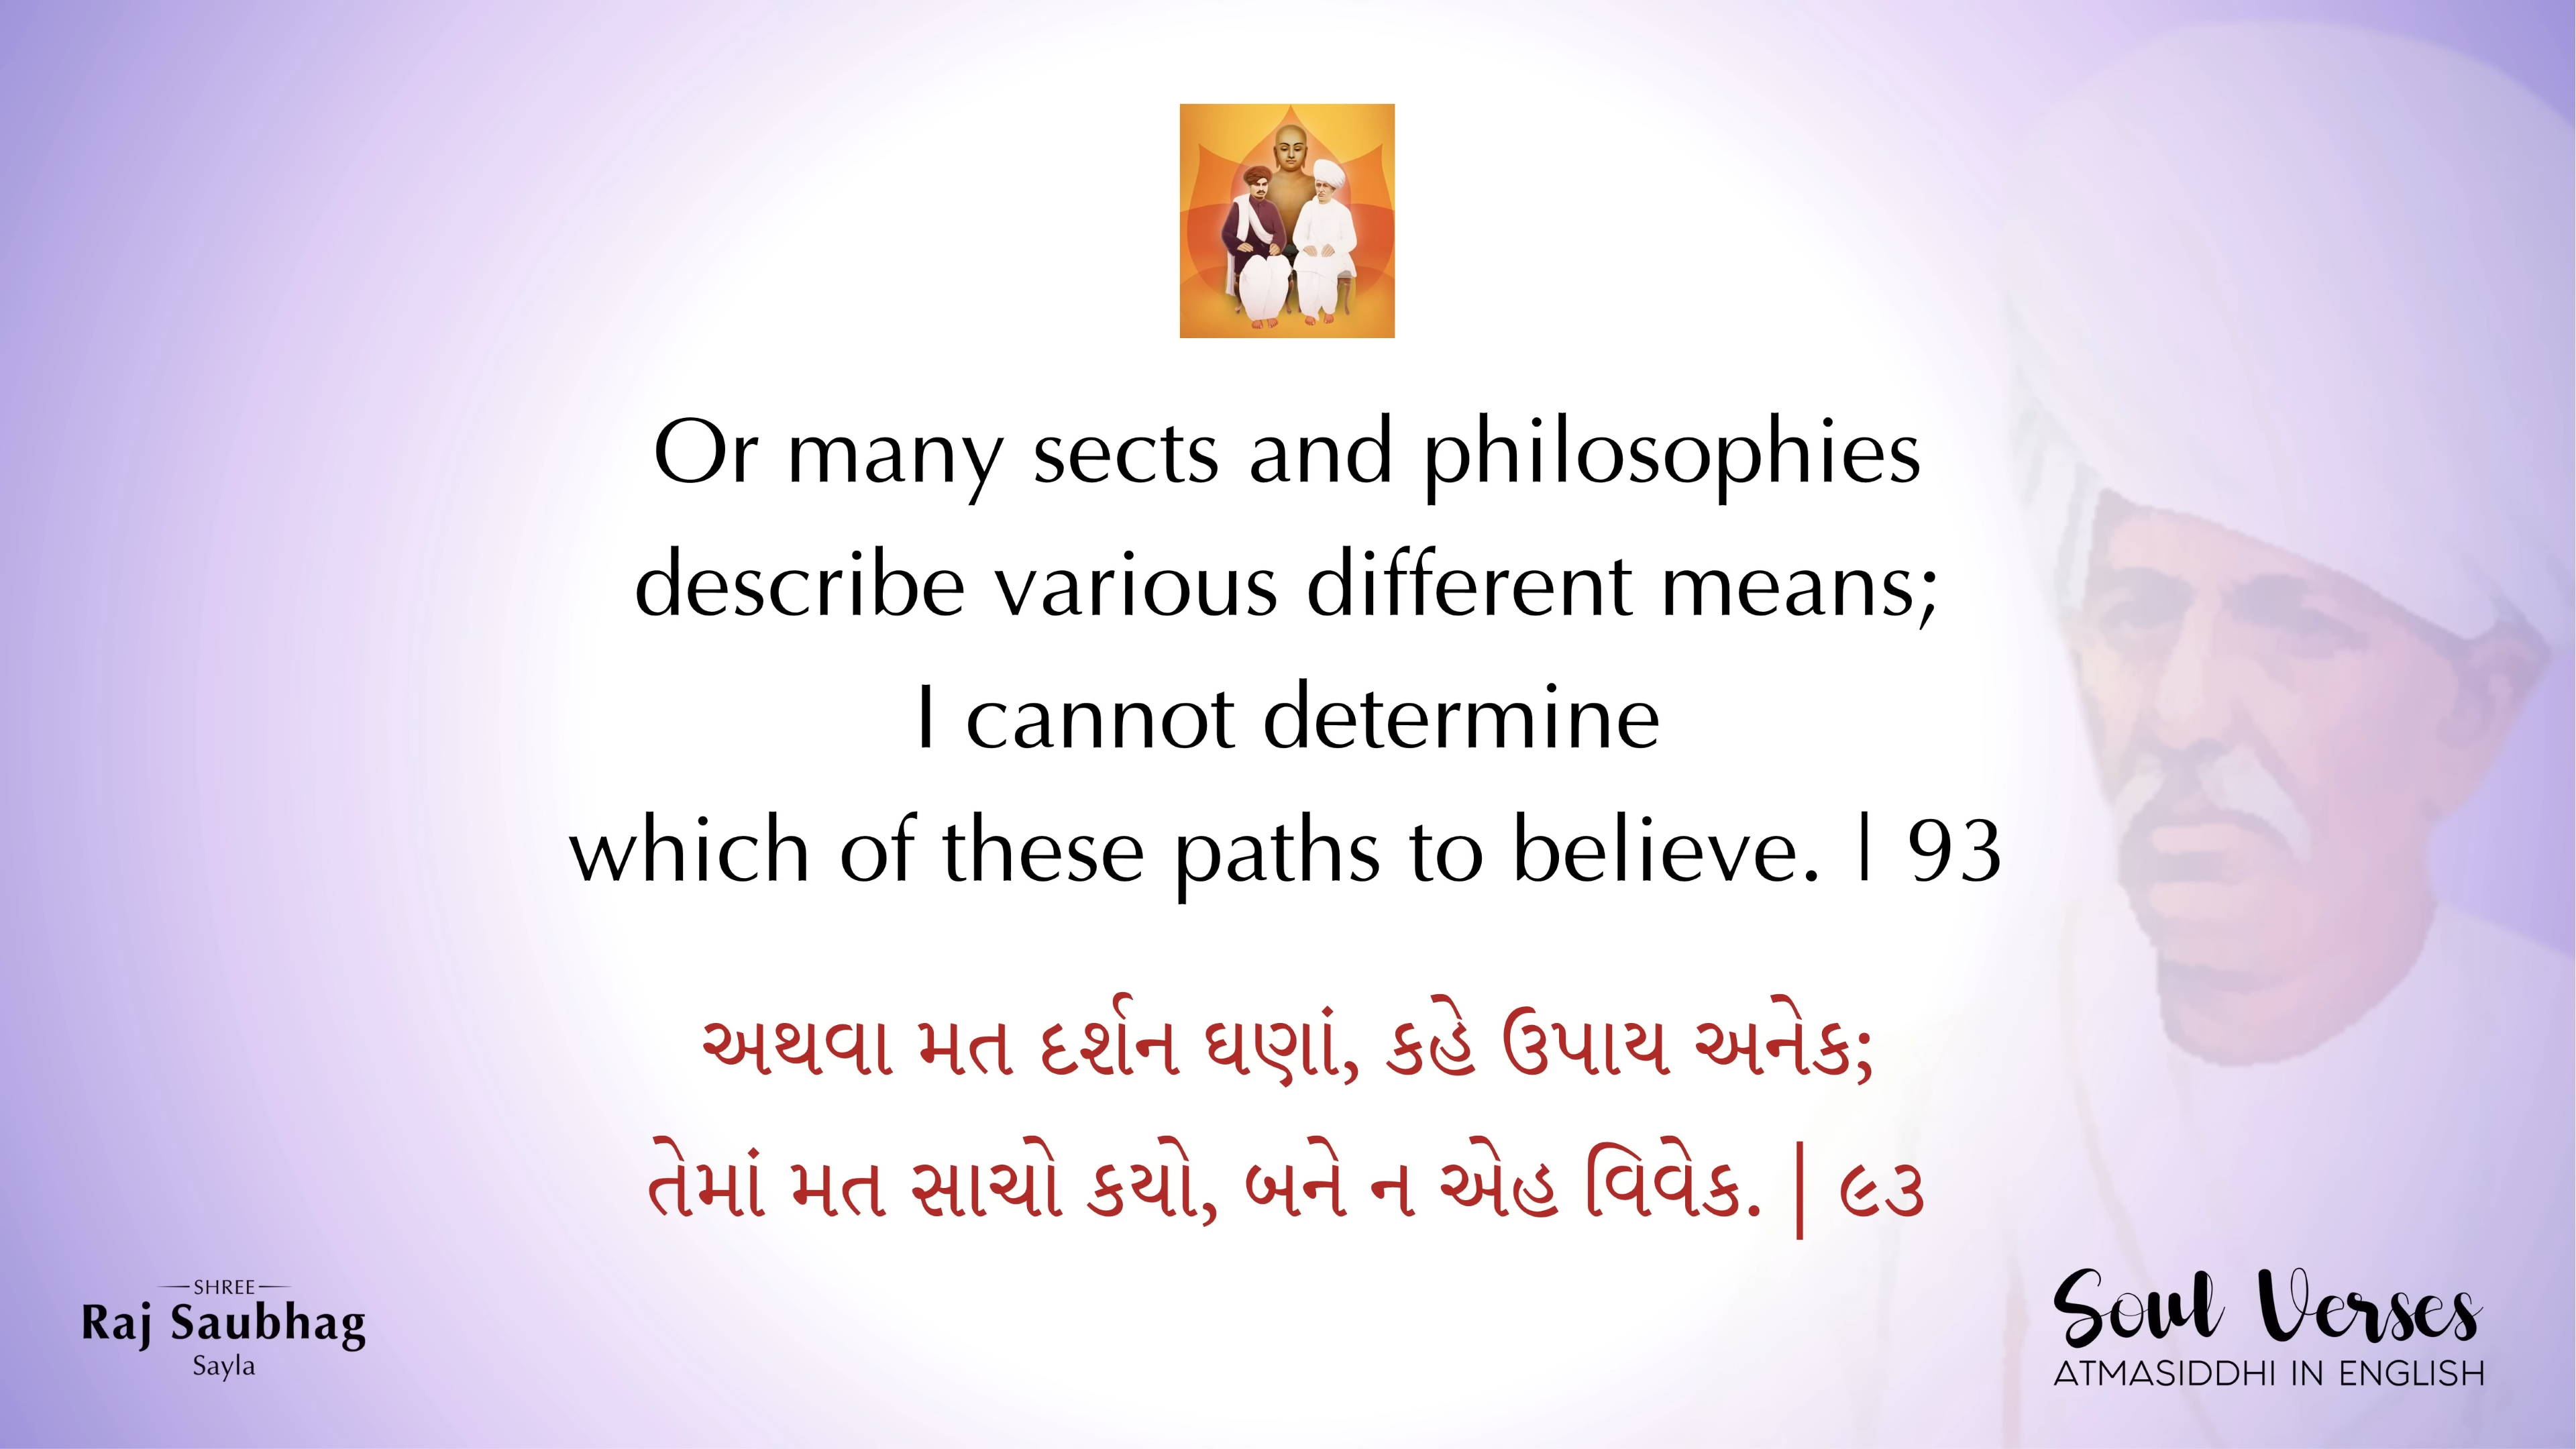 Or many sects and philosophies
describe various different means;
I cannot determine
which of these paths to believe. | 93
અથવા મત દર્શન ઘણાં, કહે ઉપાય અનેક;
તેમાં મત સાચો કયો, બને ન એહ વિવેક. | ૯૩
SHREE
Raj Saubhag
Sayla
Soul Verses
ATMASIDDHI IN ENGLISH